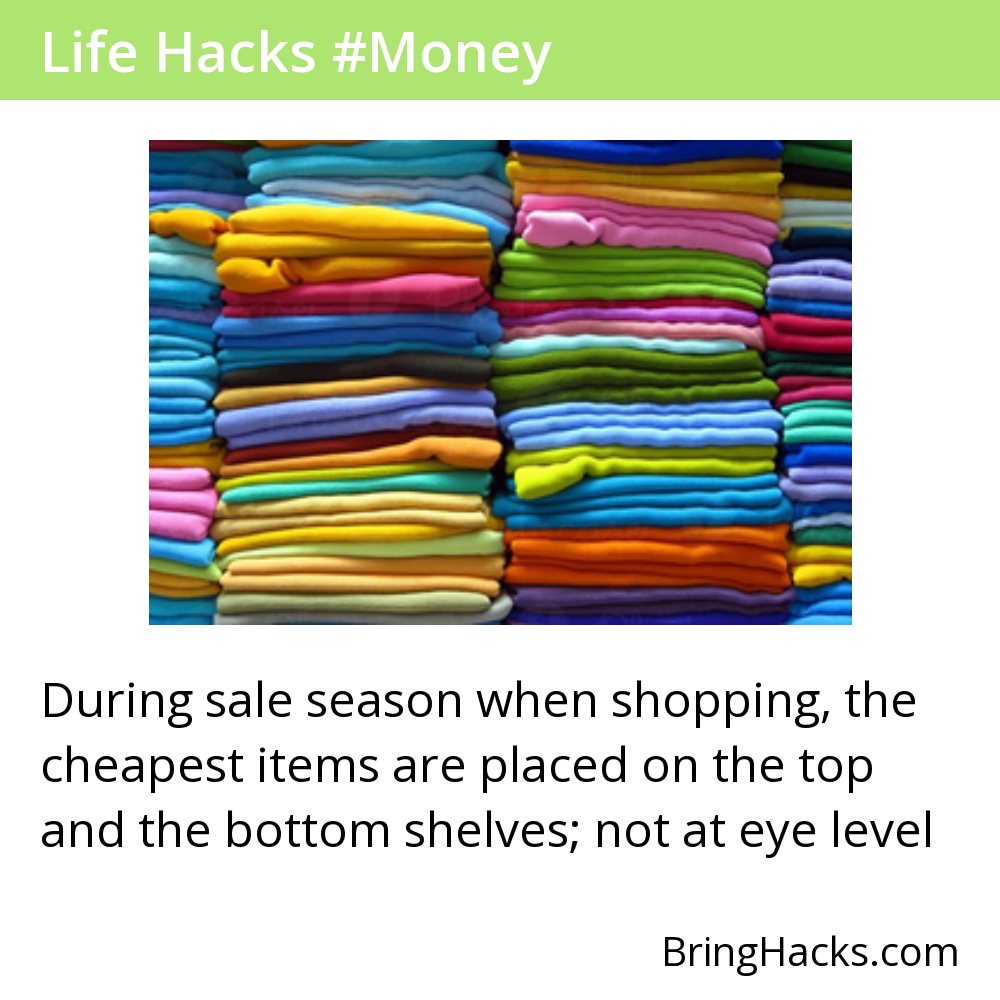 Life Hacks #Money
During sale season when shopping, the
cheapest items are placed on the top
and the bottom shelves; not at eye level
BringHacks.com